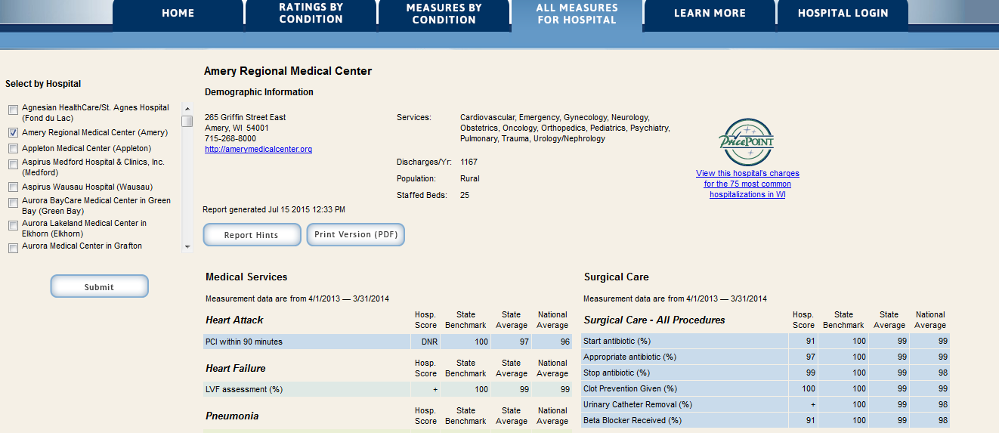 HOME
RATINGS BY
CONDITION
MEASURES BY
CONDITION
ALL MEASURES
FOR HOSPITAL
LEARN MORE
HOSPITAL LOGIN
Select by Hospital
Agnesian HealthCare/St. Agnes Hospital
(Fond du Lac)
Amery Regional Medical Center (Amery)
Appleton Medical Center (Appleton)
Aspirus Medford Hospital & Clinics, Inc.
(Medford)
Aspirus Wausau Hospital (Wausau)
Aurora BayCare Medical Center in Green
Bay (Green Bay)
Aurora Lakeland Medical Center in
Elkhorn (Elkhorn)
Aurora Medical Center in Grafton
Submit
Amery Regional Medical Center
Demographic Information
265 Griffin Street East
Amery, WI 54001
715-268-8000
http://amerymedicalcenter.org
Services: Cardiovascular, Emergency, Gynecology, Neurology,
Obstetrics, Oncology, Orthopedics, Pediatrics, Psychiatry,
Pulmonary, Trauma, Urology/Nephrology
Discharges/Yr: 1167
Population: Rural
Staffed Beds: 25
PricePOINT
View this hospital's charges
for the 75 most common
hospitalizations in WI
Report generated Jul 15 2015 12:33 PM
Report Hints
Print Version (PDF)
Medical Services
Measurement data are from 4/1/2013 — 3/31/2014
Heart Attack Hosp. Score State Benchmark State Average National Average
PCI within 90 minutes DNR 100 97 96
Heart Failure Hosp. Score State Benchmark State Average National Average
LVF assessment (%) + 100 99 99
Pneumonia Hosp. Score State Benchmark State Average National Average
Surgical Care
Measurement data are from 4/1/2013 — 3/31/2014
Surgical Care - All Procedures Hosp. Score State Benchmark State Average National Average
Start antibiotic (%) 91 100 99 99
Appropriate antibiotic (%) 97 100 99 99
Stop antibiotic (%) 99 100 99 98
Clot Prevention Given (%) 100 100 99 99
Urinary Catheter Removal (%) + 100 99 98
Beta Blocker Received (%) 91 100 99 98